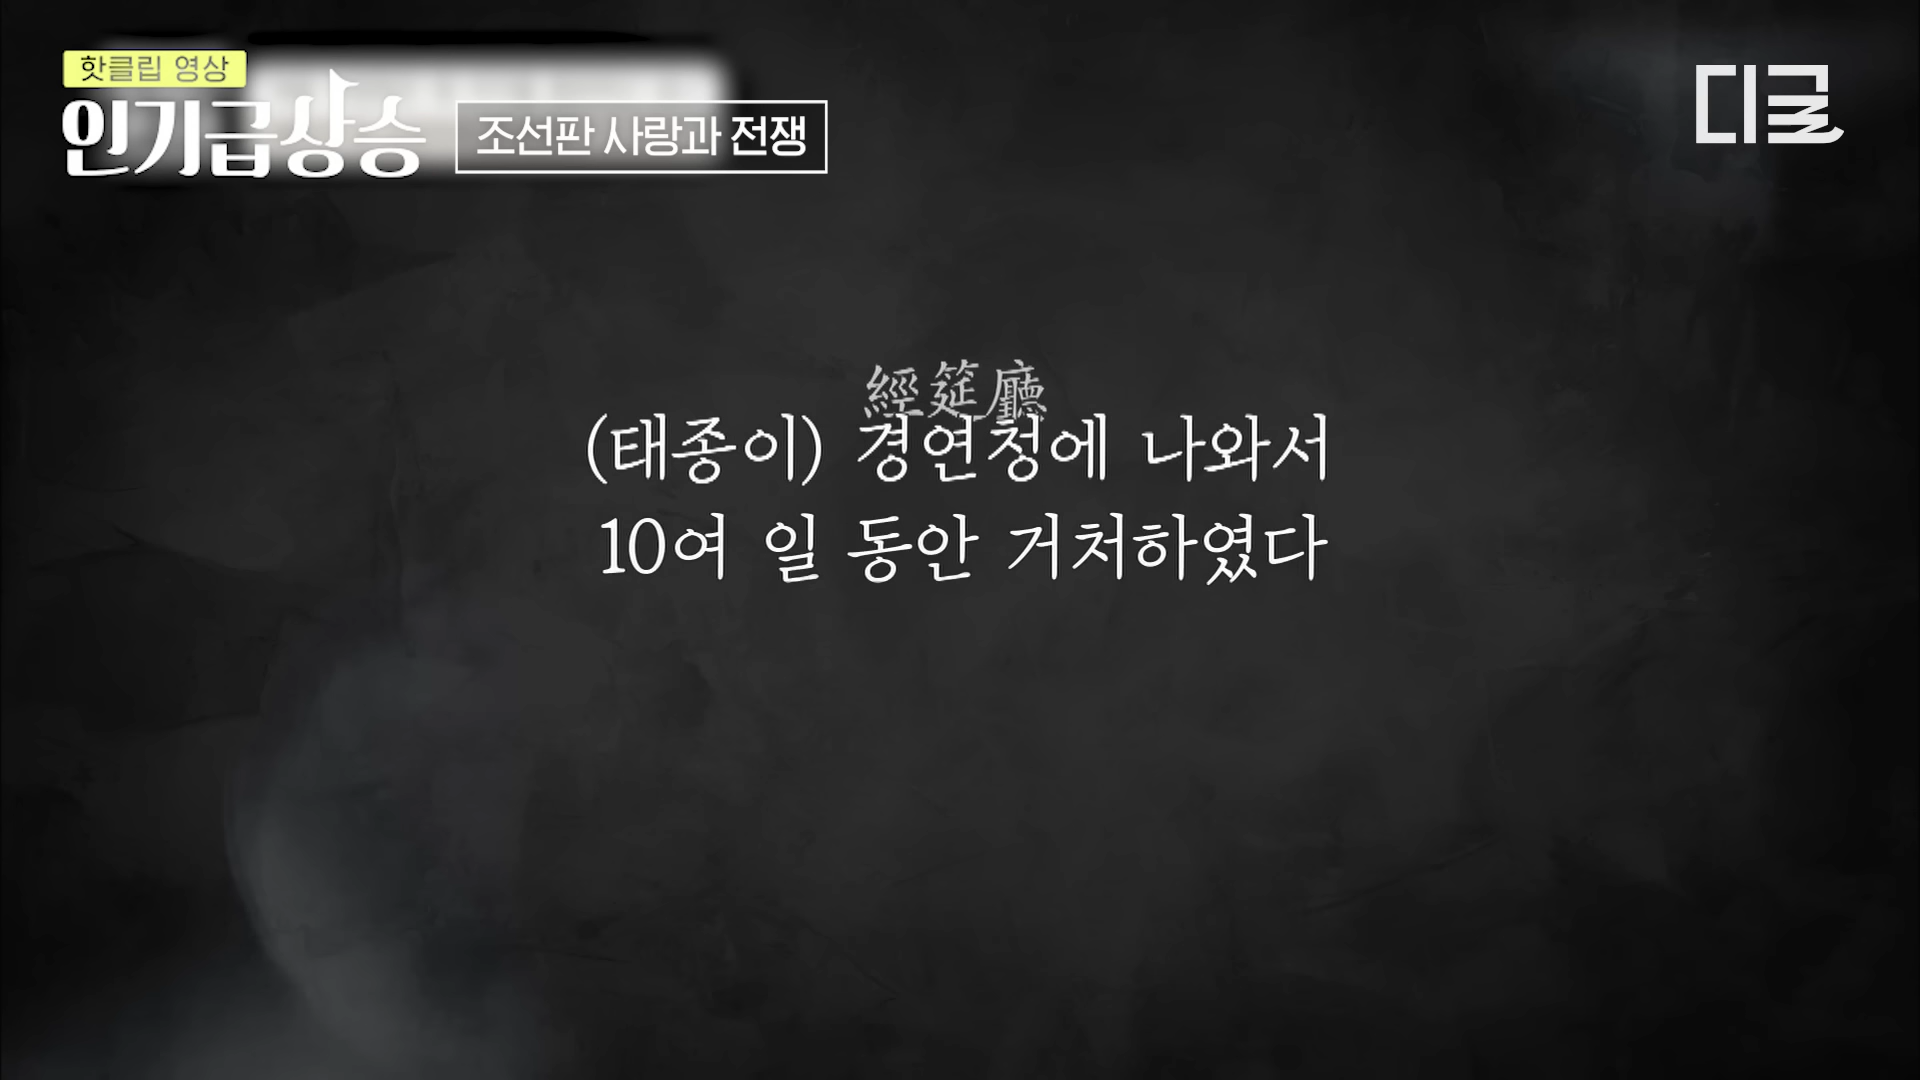 핫클립 영상
인기급상승
조선판 사랑과 전쟁
디글
經筵廳
(태종이) 경연청에 나와서
10여 일 동안 거처하였다